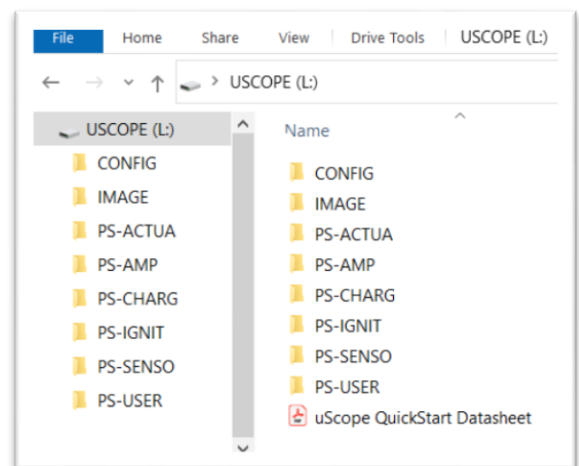 File Home Share View Drive Tools USCOPE (L:)
> USCOPE (L:)
USCOPE (L:)
CONFIG
IMAGE
PS-ACTUA
PS-AMP
PS-CHARG
PS-IGNIT
PS-SENSO
PS-USER
Name
CONFIG
IMAGE
PS-ACTUA
PS-AMP
PS-CHARG
PS-IGNIT
PS-SENSO
PS-USER
uScope QuickStart Datasheet